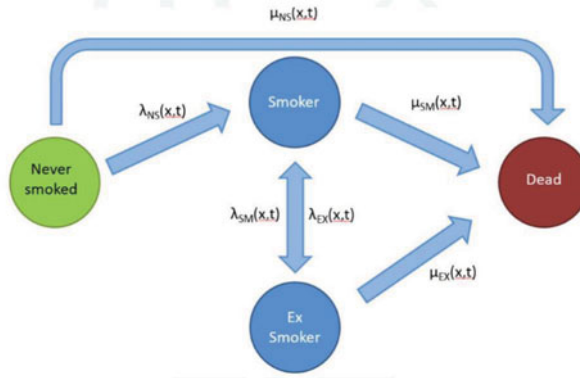 μNS(x,t)
λNS(x,t)
Smoker
μSM(x,t)
Never
smoked
Dead
λSM(x,t)
λEX(x,t)
μEX(x,t)
Ex
Smoker